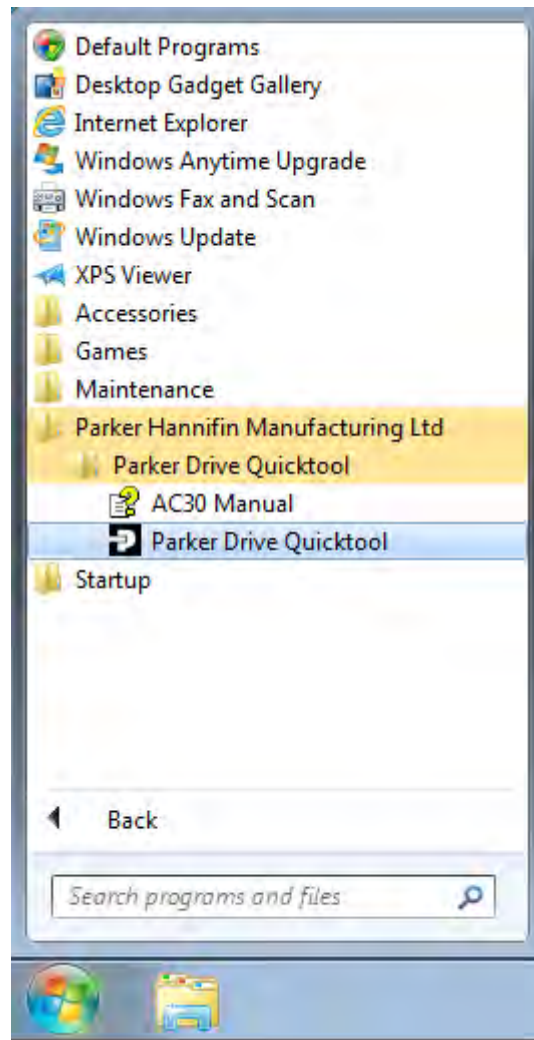 Default Programs
Desktop Gadget Gallery
Internet Explorer
Windows Anytime Upgrade
Windows Fax and Scan
Windows Update
XPS Viewer
Accessories
Games
Maintenance
Parker Hannifin Manufacturing Ltd
Parker Drive Quicktool
AC30 Manual
Parker Drive Quicktool
Startup
Back
Search programs and files